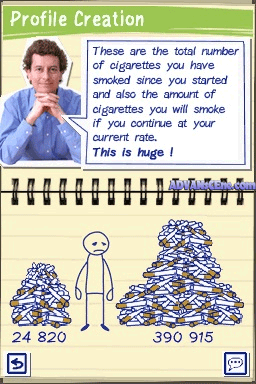 Profile Creation
These are the total number
of cigarettes you have
smoked since you started
and also the amount of
cigarettes you will smoke
if you continue at your
current rate.
This is huge !
ADVANSCEne.com
24 820
390 915